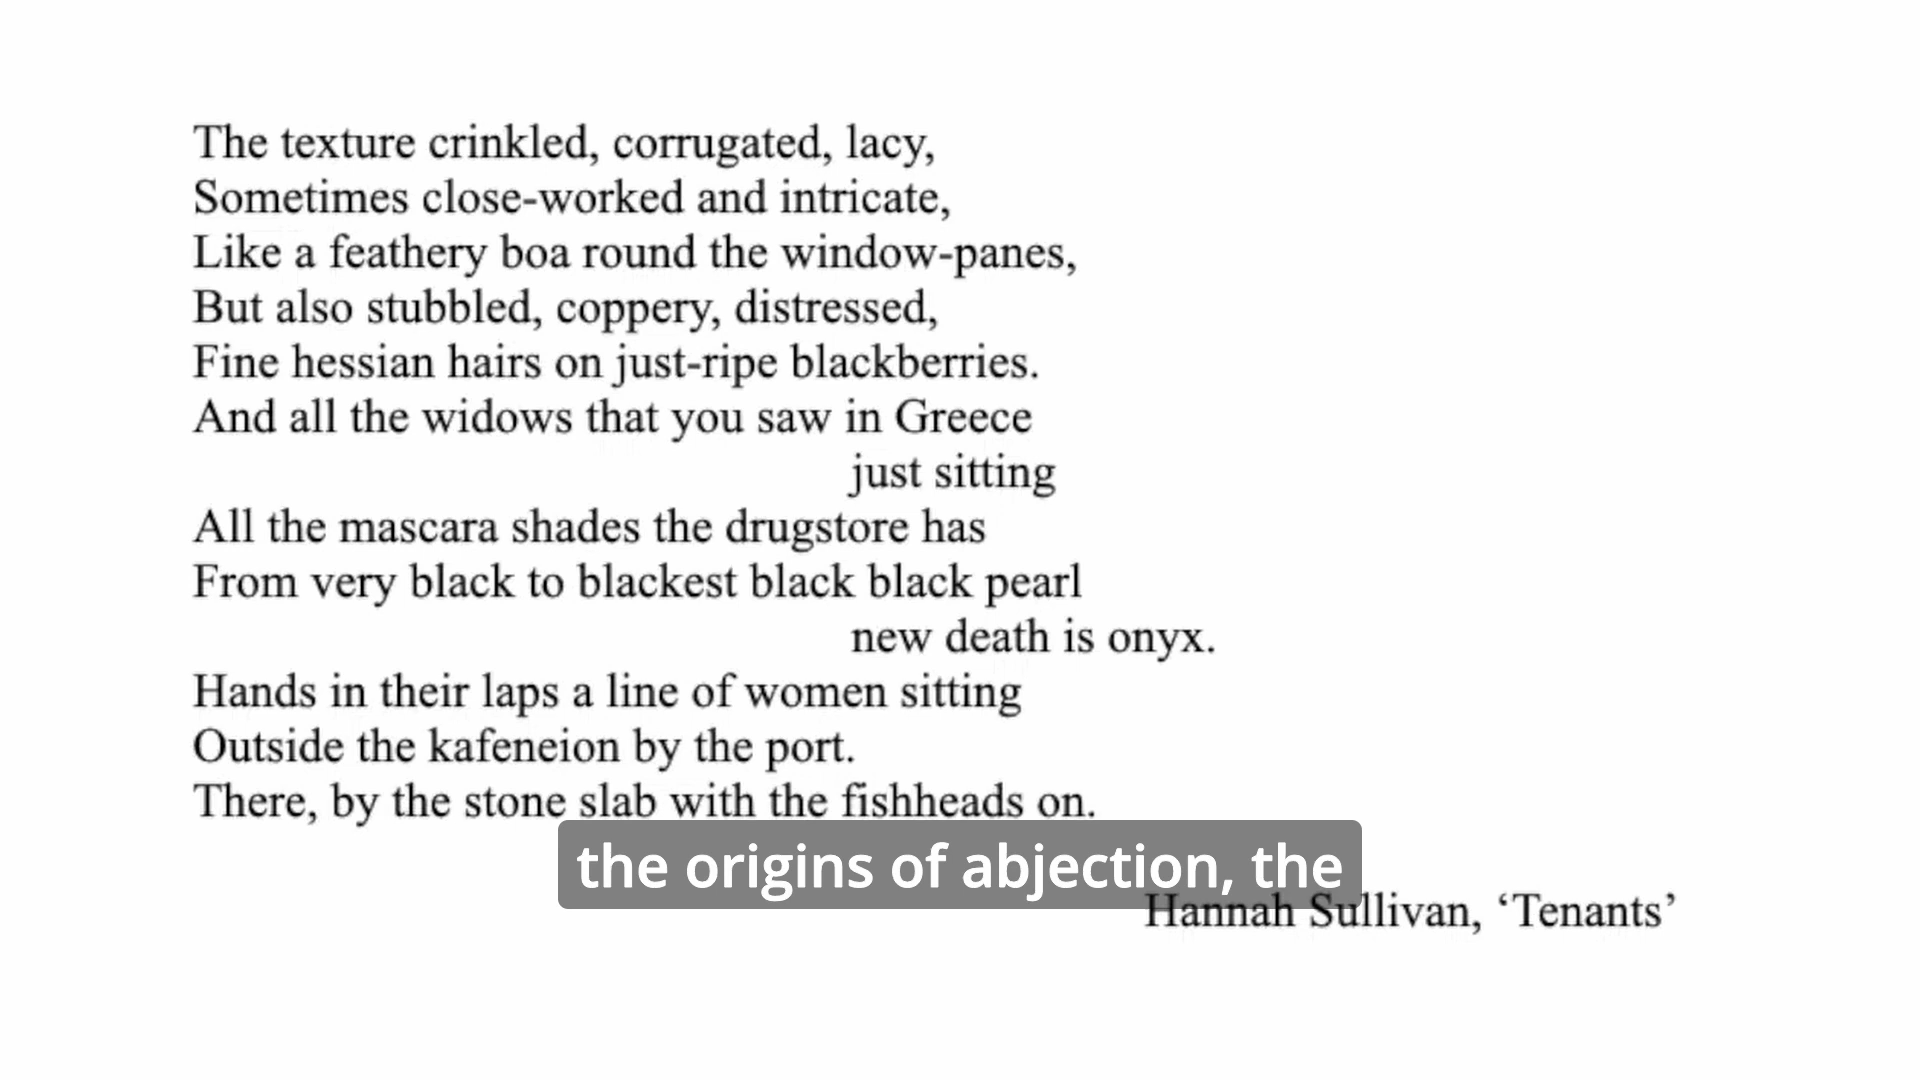 The texture crinkled, corrugated, lacy,
Sometimes close-worked and intricate,
Like a feathery boa round the window-panes,
But also stubbled, coppery, distressed,
Fine hessian hairs on just-ripe blackberries.
And all the widows that you saw in Greece
just sitting
All the mascara shades the drugstore has
From very black to blackest black black pearl
new death is onyx.
Hands in their laps a line of women sitting
Outside the kafeneion by the port.
There, by the stone slab with the fishheads on.
the origins of abjection, the
Hannah Sullivan, ‘Tenants’